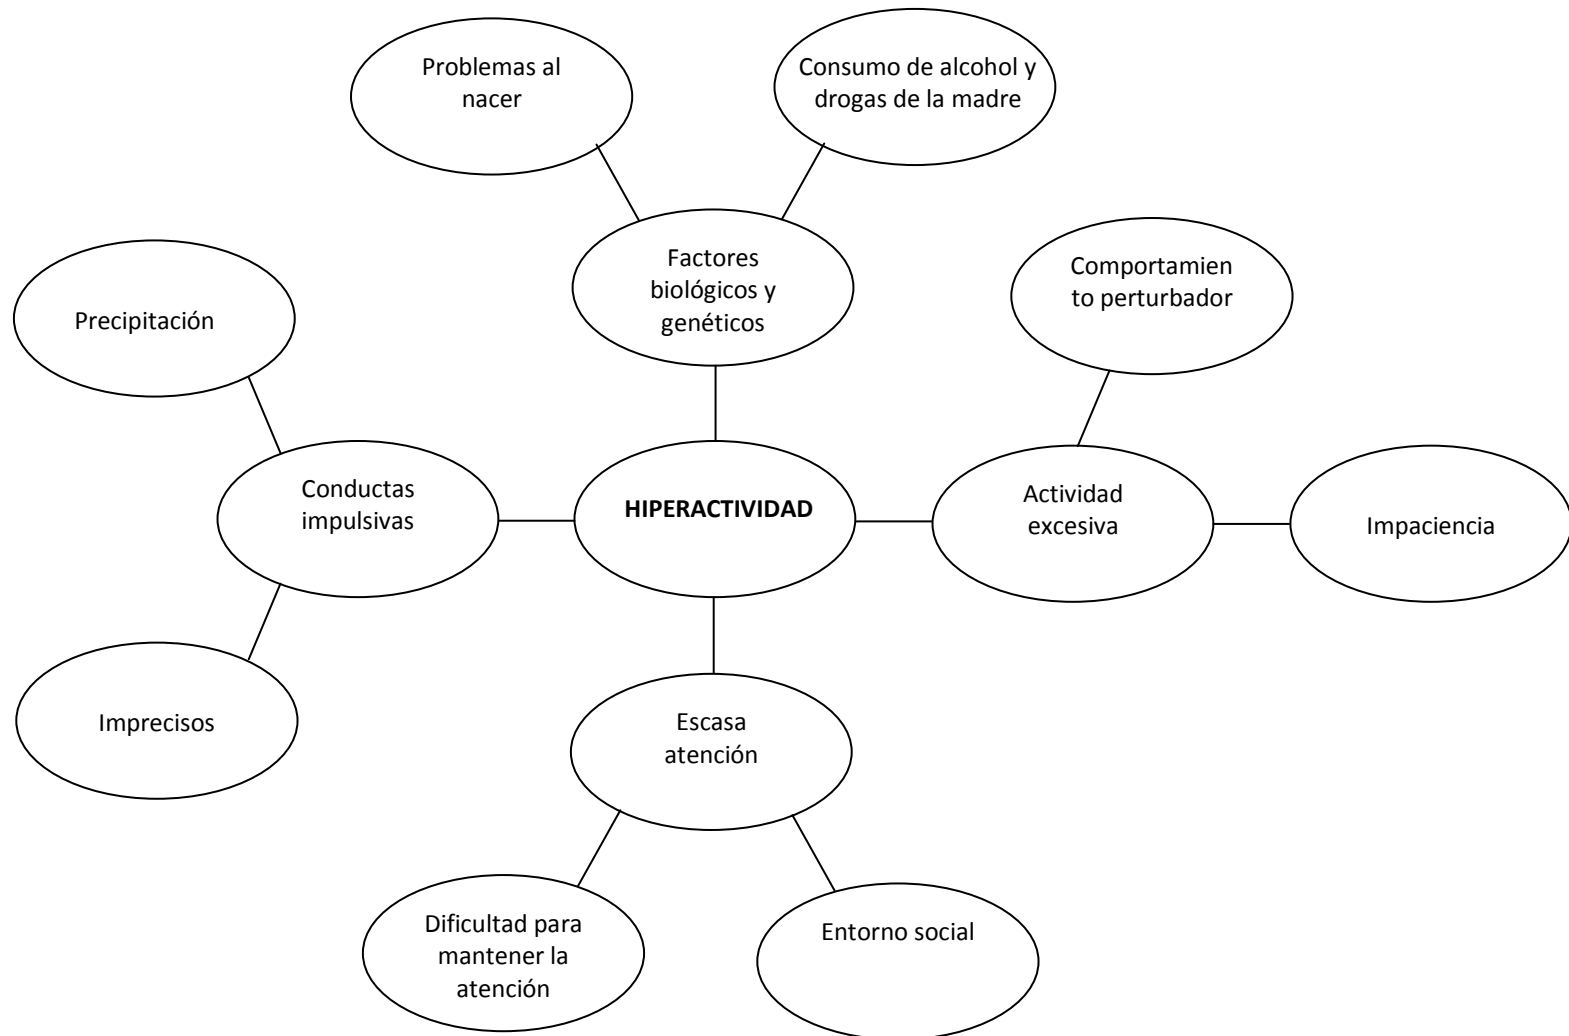 Problemas al
nacer
Consumo de alcohol y
drogas de la madre
Factores
biológicos y
genéticos
Comportamien
to perturbador
Precipitación
Conductas
impulsivas
HIPERACTIVIDAD
Actividad
excesiva
Impaciencia
Imprecisos
Escasa
atención
Dificultad para
mantener la
atención
Entorno social